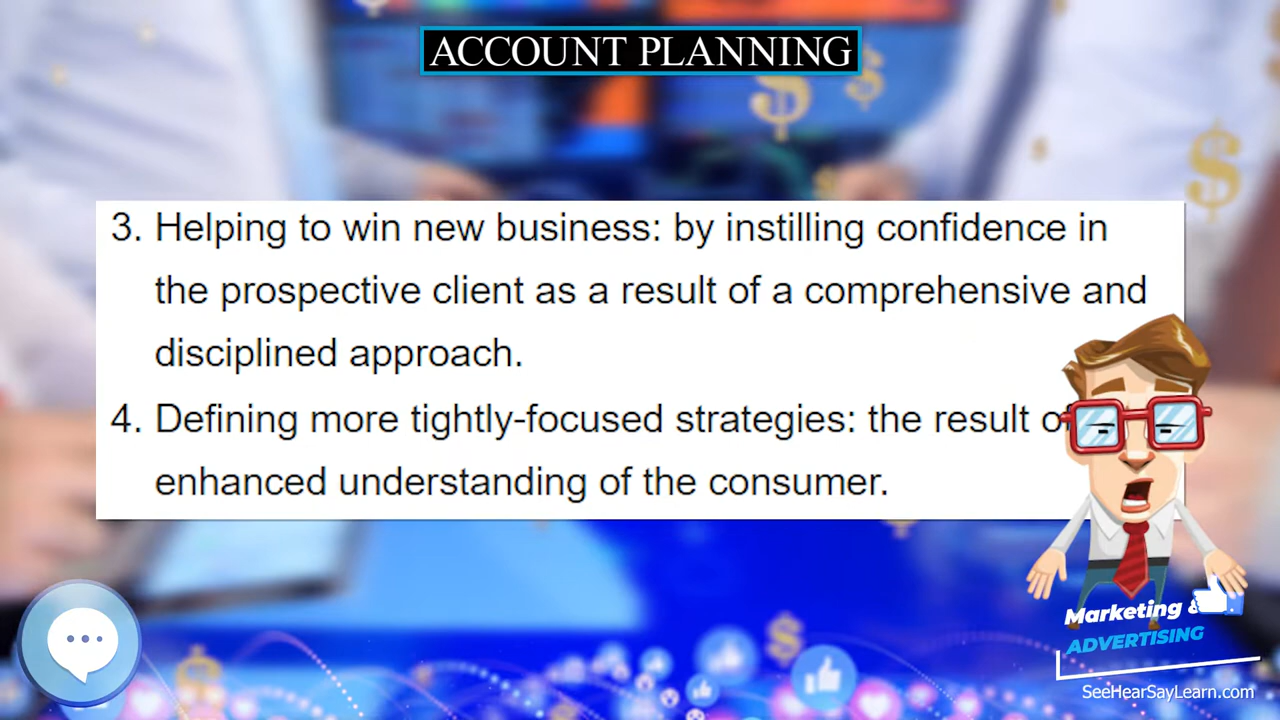 ACCOUNT PLANNING
3. Helping to win new business: by instilling confidence in
the prospective client as a result of a comprehensive and
disciplined approach.
4. Defining more tightly-focused strategies: the result
enhanced understanding of the consumer.
Marketing &
ADVERTISING
SeeHearSayLearn.com